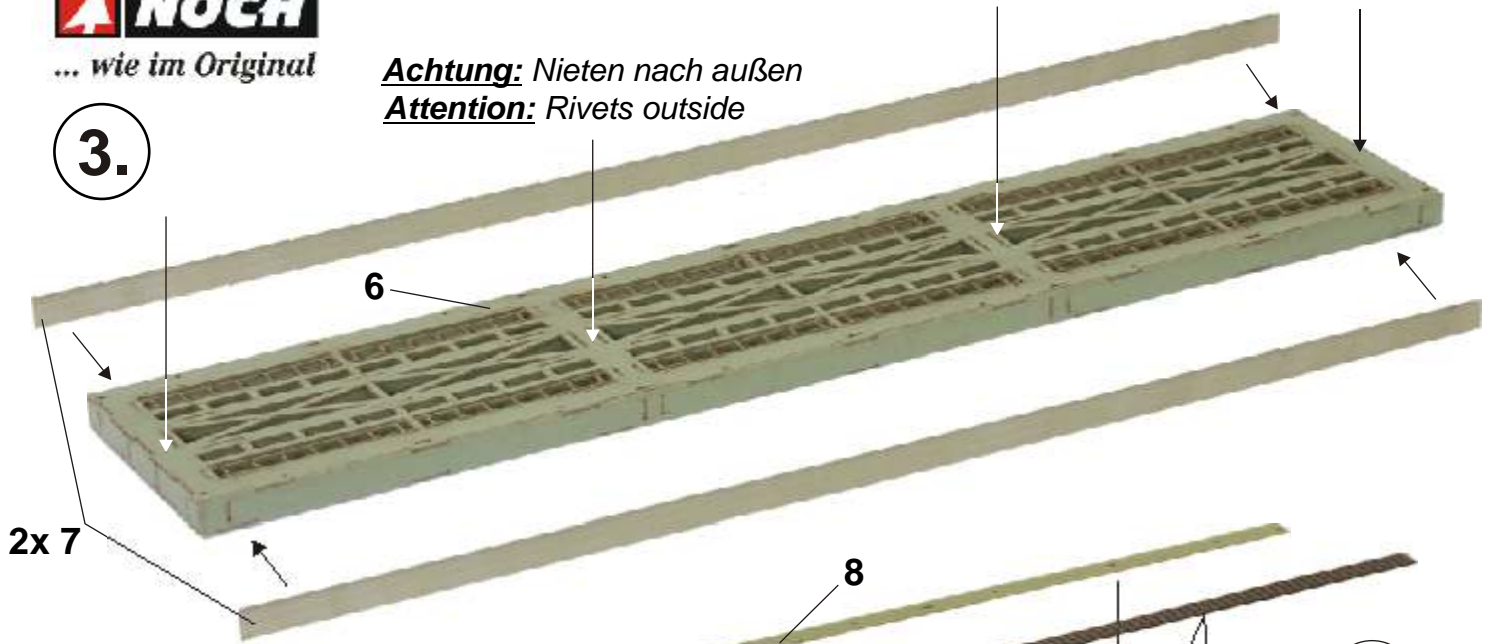 NOCH
... wie im Original
Achtung: Nieten nach außen
Attention: Rivets outside
3.
6
2x 7
8